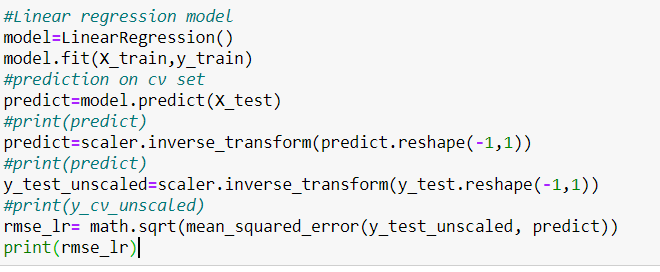 #Linear regression model
model=LinearRegression()
model.fit(X_train,y_train)
#prediction on cv set
predict=model.predict(X_test)
#print(predict)
predict=scaler.inverse_transform(predict.reshape(-1,1))
#print(predict)
y_test_unscaled=scaler.inverse_transform(y_test.reshape(-1,1))
#print(y_cv_unscaled)
rmse_lr= math.sqrt(mean_squared_error(y_test_unscaled, predict))
print(rmse_lr)